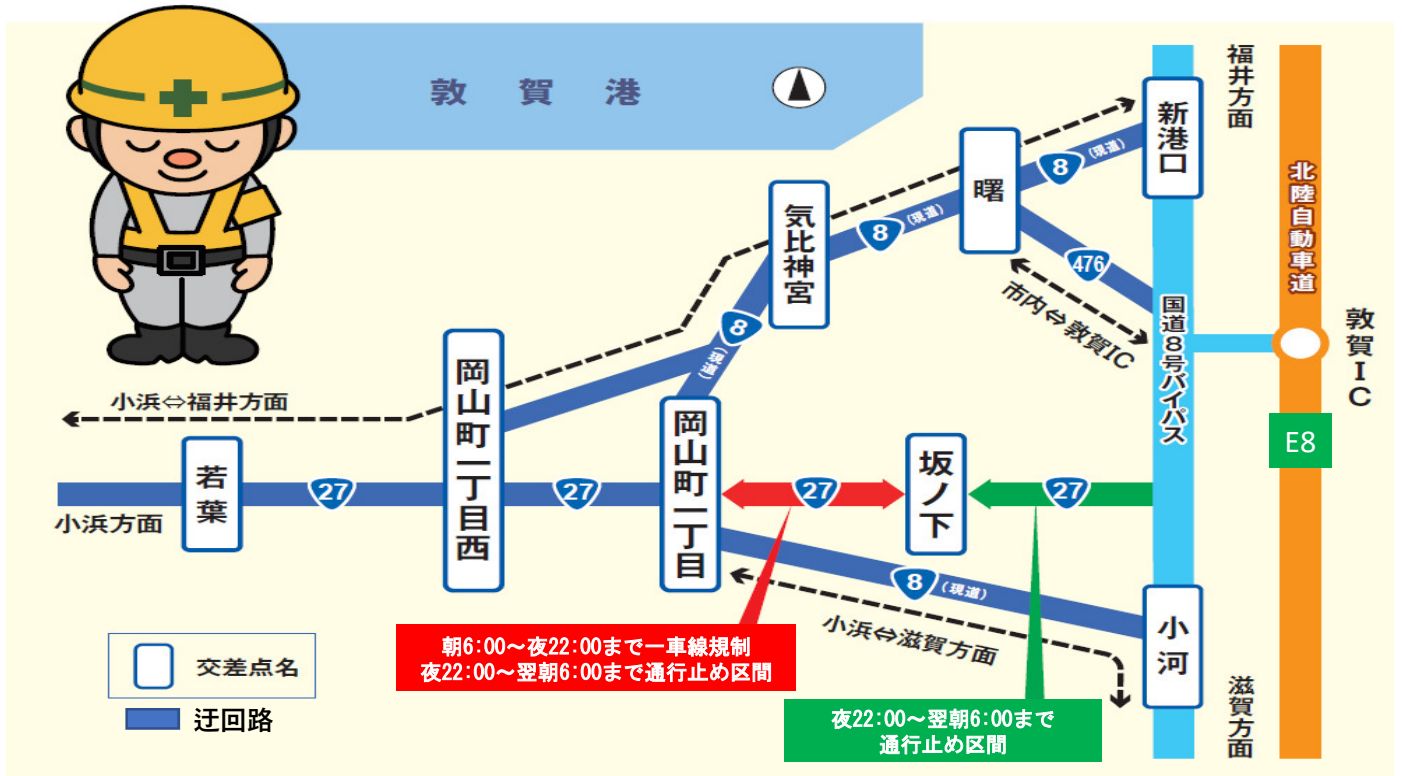 敦賀港
福井方面
新港口
8
(現道)
曙
北陸自動車道
気比神宮
8
(現道)
476
市内⇔敦賀IC
国道8号バイパス
敦賀IC
8
(現道)
岡山町一丁目西
小浜⇔福井方面
岡山町一丁目
E8
若葉
坂ノ下
27
27
27
27
小浜方面
8
(現道)
小浜⇔滋賀方面
小河
朝6:00～夜22:00まで一車線規制
夜22:00～翌朝6:00まで通行止め区間
交差点名
迂回路
夜22:00～翌朝6:00まで
通行止め区間
滋賀方面